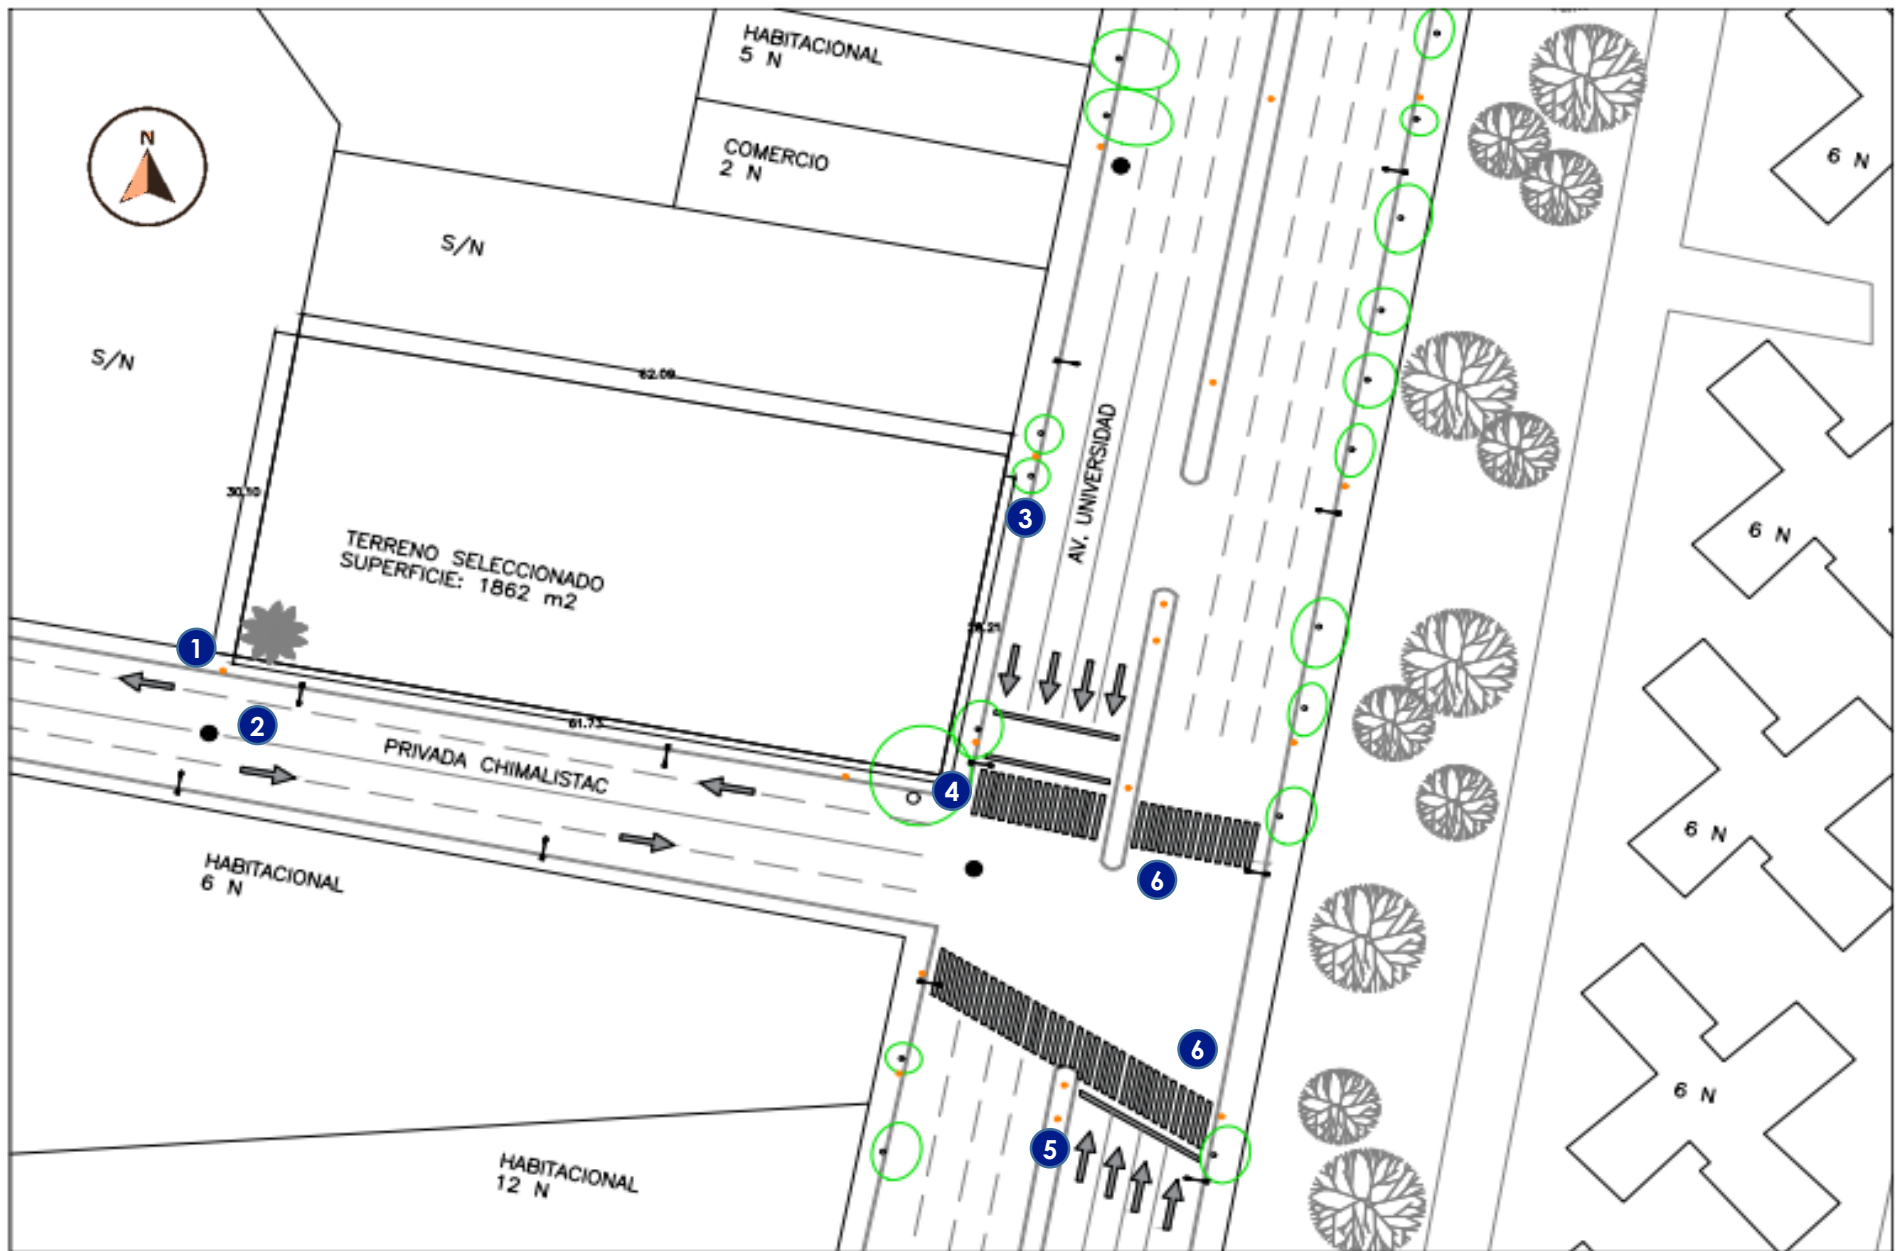 HABITACIONAL
5 N
COMERCIO
2 N
N
S/N
S/N
6 N
62.09
30.10
AV. UNIVERSIDAD
3
TERRENO SELECCIONADO
SUPERFICIE: 1862 m2
6 N
1
2
61.73
PRIVADA CHIMALISTAC
4
6 N
HABITACIONAL
6 N
6
6
6 N
5
HABITACIONAL
12 N